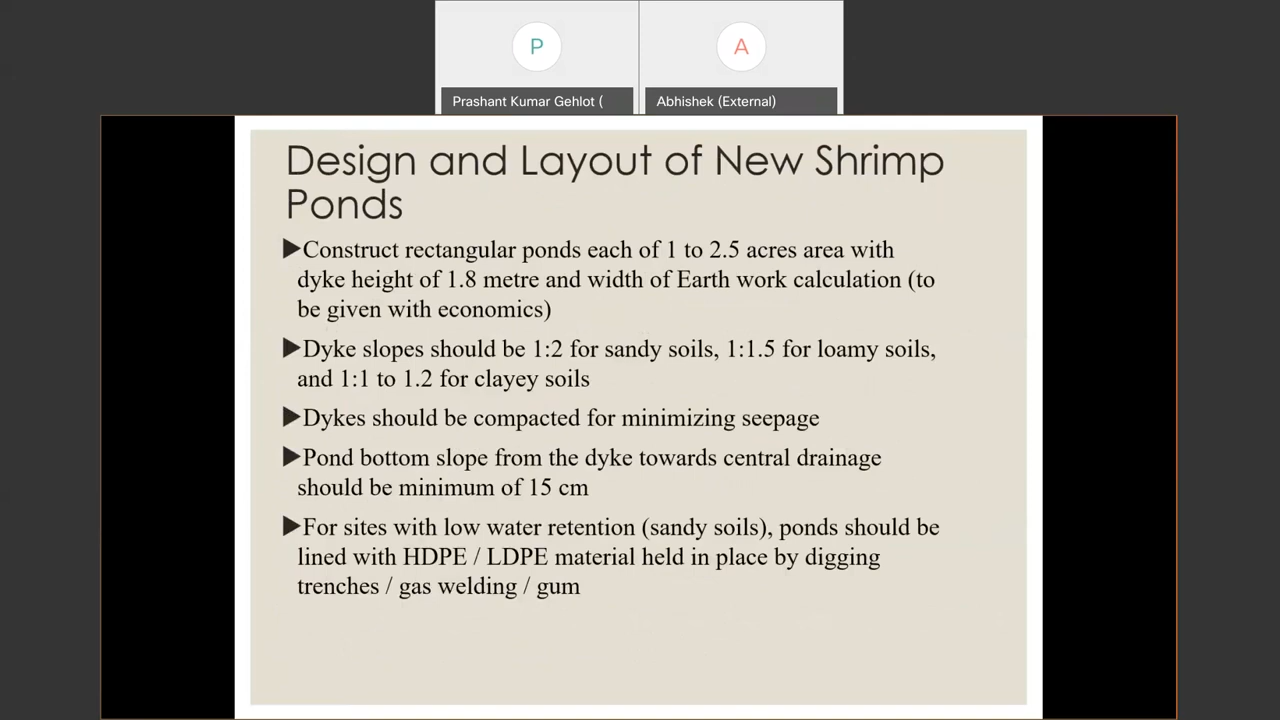 P
A
Prashant Kumar Gehlot (
Abhishek (External)
Design and Layout of New Shrimp
Ponds
▶Construct rectangular ponds each of 1 to 2.5 acres area with
dyke height of 1.8 metre and width of Earth work calculation (to
be given with economics)
▶Dyke slopes should be 1:2 for sandy soils, 1:1.5 for loamy soils,
and 1:1 to 1.2 for clayey soils
▶Dykes should be compacted for minimizing seepage
▶Pond bottom slope from the dyke towards central drainage
should be minimum of 15 cm
▶For sites with low water retention (sandy soils), ponds should be
lined with HDPE / LDPE material held in place by digging
trenches / gas welding / gum